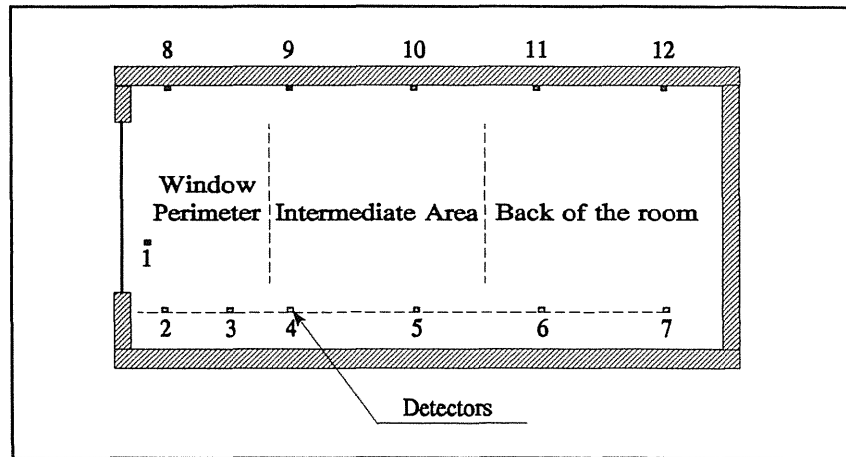 8 9 10 11 12
Window
Perimeter Intermediate Area Back of the room
1
2 3 4 5 6 7
Detectors